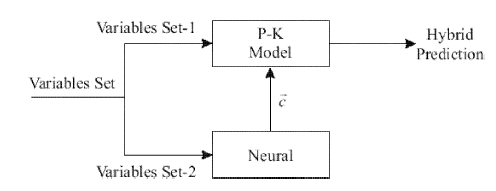 Variables Set-1
P-K
Model
Hybrid
Prediction
Variables Set
c⃗
Neural
Variables Set-2